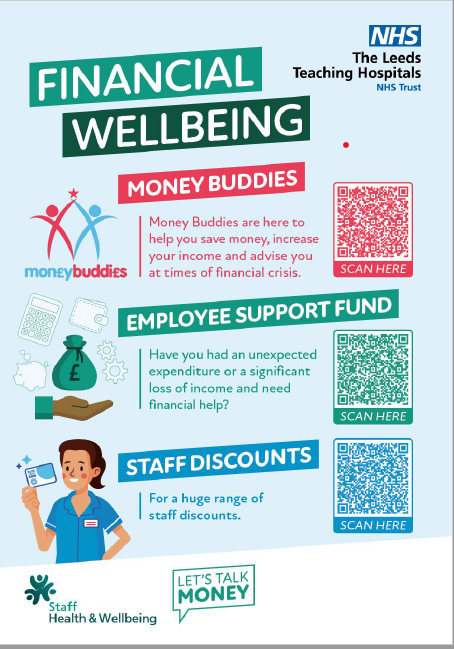 NHS
The Leeds
Teaching Hospitals
NHS Trust
FINANCIAL
WELLBEING
MONEY BUDDIES
Money Buddies are here to
help you save money, increase
your income and advise you
at times of financial crisis.
mon£ybuddi£s
SCAN HERE
EMPLOYEE SUPPORT FUND
Have you had an unexpected
expenditure or a significant
loss of income and need
financial help?
£
SCAN HERE
STAFF DISCOUNTS
For a huge range of
staff discounts.
SCAN HERE
Staff
Health & Wellbeing
LET'S TALK
MONEY